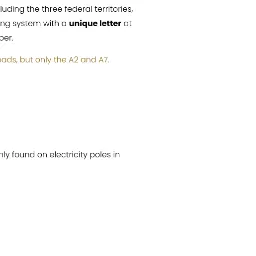 luding the three federal territories,
ng system with a unique letter at
ber.
oads, but only the A2 and A7.
nly found on electricity poles in